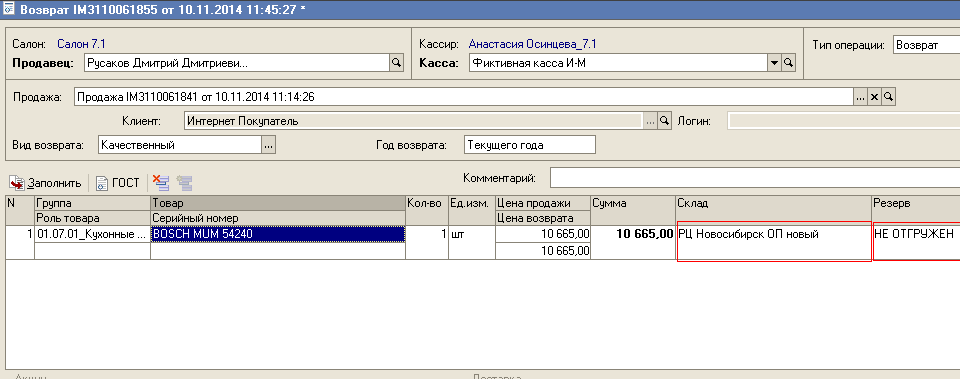 Возврат IM3110061855 от 10.11.2014 11:45:27 *
Салон: Салон 7.1 Кассир: Анастасия Осинцева_7.1 Тип операции: Возврат
Продавец: Русаков Дмитрий Дмитриеви... Касса: Фиктивная касса И-М
Продажа: Продажа IM3110061841 от 10.11.2014 11:14:26 ... x
Клиент: Интернет Покупатель ... Логин:
Вид возврата: Качественный ... Год возврата: Текущего года
Заполнить ГОСТ Комментарий:
N Группа Товар Кол-во Ед.изм. Цена продажи Сумма Склад Резерв
Роль товара Серийный номер Цена возврата
1 01.07.01_Кухонные ... BOSCH MUM 54240 1 шт 10 665,00 10 665,00 РЦ Новосибирск ОП новый НЕ ОТГРУЖЕН
10 665,00
Акции Доставка